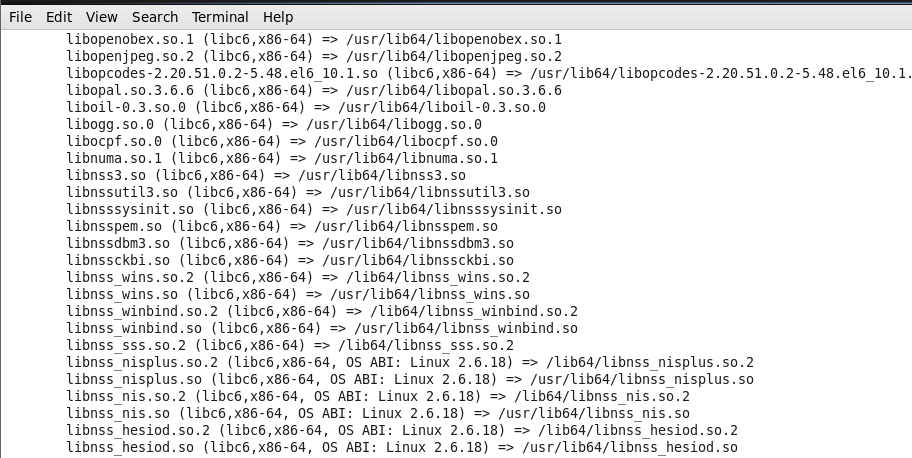 File Edit View Search Terminal Help
libopenobex.so.1 (libc6,x86-64) => /usr/lib64/libopenobex.so.1
libopenjpeg.so.2 (libc6,x86-64) => /usr/lib64/libopenjpeg.so.2
libopcodes-2.20.51.0.2-5.48.el6_10.1.so (libc6,x86-64) => /usr/lib64/libopcodes-2.20.51.0.2-5.48.el6_10.1.
libopal.so.3.6.6 (libc6,x86-64) => /usr/lib64/libopal.so.3.6.6
liboil-0.3.so.0 (libc6,x86-64) => /usr/lib64/liboil-0.3.so.0
libogg.so.0 (libc6,x86-64) => /usr/lib64/libogg.so.0
libocpf.so.0 (libc6,x86-64) => /usr/lib64/libocpf.so.0
libnuma.so.1 (libc6,x86-64) => /usr/lib64/libnuma.so.1
libnss3.so (libc6,x86-64) => /usr/lib64/libnss3.so
libnssutil3.so (libc6,x86-64) => /usr/lib64/libnssutil3.so
libnsssysinit.so (libc6,x86-64) => /usr/lib64/libnsssysinit.so
libnsspem.so (libc6,x86-64) => /usr/lib64/libnsspem.so
libnssdbm3.so (libc6,x86-64) => /usr/lib64/libnssdbm3.so
libnssckbi.so (libc6,x86-64) => /usr/lib64/libnssckbi.so
libnss_wins.so.2 (libc6,x86-64) => /lib64/libnss_wins.so.2
libnss_wins.so (libc6,x86-64) => /usr/lib64/libnss_wins.so
libnss_winbind.so.2 (libc6,x86-64) => /lib64/libnss_winbind.so.2
libnss_winbind.so (libc6,x86-64) => /usr/lib64/libnss_winbind.so
libnss_sss.so.2 (libc6,x86-64) => /lib64/libnss_sss.so.2
libnss_nisplus.so.2 (libc6,x86-64, OS ABI: Linux 2.6.18) => /lib64/libnss_nisplus.so.2
libnss_nisplus.so (libc6,x86-64, OS ABI: Linux 2.6.18) => /usr/lib64/libnss_nisplus.so
libnss_nis.so.2 (libc6,x86-64, OS ABI: Linux 2.6.18) => /lib64/libnss_nis.so.2
libnss_nis.so (libc6,x86-64, OS ABI: Linux 2.6.18) => /usr/lib64/libnss_nis.so
libnss_hesiod.so.2 (libc6,x86-64, OS ABI: Linux 2.6.18) => /lib64/libnss_hesiod.so.2
libnss_hesiod.so (libc6,x86-64, OS ABI: Linux 2.6.18) => /usr/lib64/libnss_hesiod.so